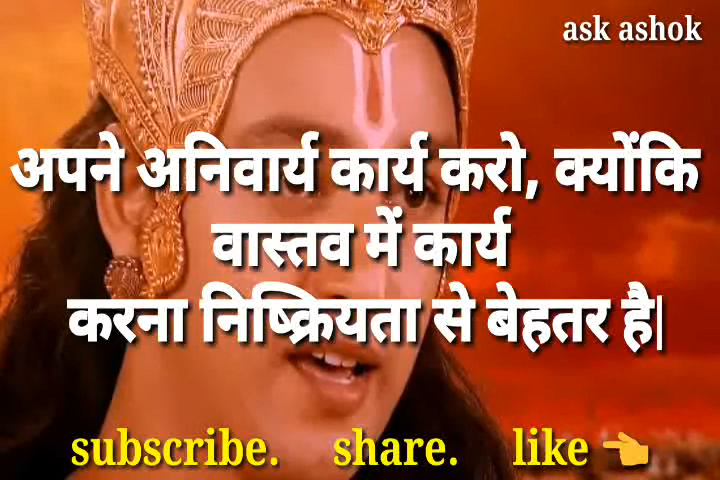 ask ashok
अपने अनिवार्य कार्य करो, क्योंकि
वास्तव में कार्य
करना निष्क्रियता से बेहतर है|
subscribe. share. like 👈